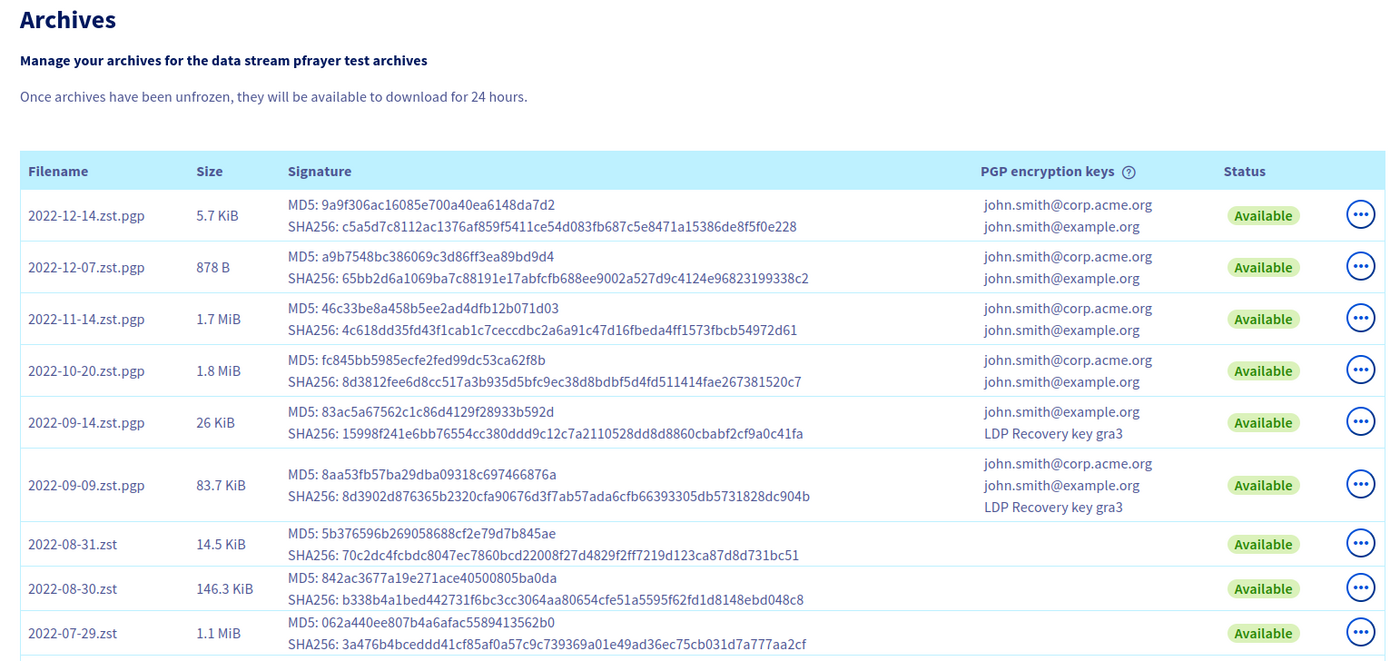 Archives
Manage your archives for the data stream pfrayer test archives
Once archives have been unfrozen, they will be available to download for 24 hours.
Filename Size Signature PGP encryption keys ? Status
2022-12-14.zst.pgp 5.7 KiB MD5: 9a9f306ac16085e700a40ea6148da7d2 john.smith@corp.acme.org Available
SHA256: c5a5d7c8112ac1376af859f5411ce54d083fb687c5e8471a15386de8f5f0e228 john.smith@example.org
2022-12-07.zst.pgp 878 B MD5: a9b7548bc386069c3d86ff3ea89bd9d4 john.smith@corp.acme.org Available
SHA256: 65bb2d6a1069ba7c88191e17abfcfb688ee9002a527d9c4124e96823199338c2 john.smith@example.org
2022-11-14.zst.pgp 1.7 MiB MD5: 46c33be8a458b5ee2ad4dfb12b071d03 john.smith@corp.acme.org Available
SHA256: 4c618dd35fd43f1cab1c7ceccdbc2a6a91c47d16fbeda4ff1573fbcb54972d61 john.smith@example.org
2022-10-20.zst.pgp 1.8 MiB MD5: fc845bb5985ecfe2fed99dc53ca62f8b john.smith@corp.acme.org Available
SHA256: 8d3812fee6d8cc517a3b935d5bfc9ec38d8bdbf5d4fd511414fae267381520c7 john.smith@example.org
2022-09-14.zst.pgp 26 KiB MD5: 83ac5a67562c1c86d4129f28933b592d john.smith@example.org Available
SHA256: 15998f241e6bb76554cc380ddd9c12c7a2110528dd8d8860cbabf2cf9a0c41fa LDP Recovery key gra3
2022-09-09.zst.pgp 83.7 KiB MD5: 8aa53fb57ba29dba09318c697466876a john.smith@corp.acme.org Available
SHA256: 8d3902d876365b2320cfa90676d3f7ab57ada6cfb66393305db5731828dc904b john.smith@example.org
LDP Recovery key gra3
2022-08-31.zst 14.5 KiB MD5: 5b376596b269058688cf2e79d7b845ae Available
SHA256: 70c2dc4fcbdc8047ec7860bcd22008f27d4829f2ff7219d123ca87d8d731bc51
2022-08-30.zst 146.3 KiB MD5: 842ac3677a19e271ace40500805ba0da Available
SHA256: b338b4a1bed442731f6bc3cc3064aa80654cfe51a5595f62fd1d8148ebd048c8
2022-07-29.zst 1.1 MiB MD5: 062a440ee807b4a6afac5589413562b0 Available
SHA256: 3a476b4bceddd41cf85af0a57c9c739369a01e49ad36ec75cb031d7a777aa2cf